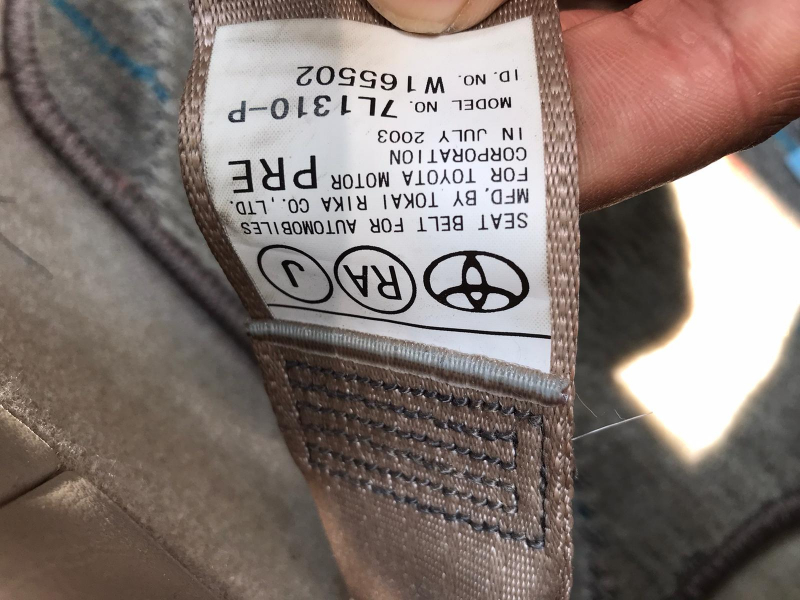 RA J
SEAT BELT FOR AUTOMOBILES
MFD. BY TOKAI RIKA CO., LTD.
FOR TOYOTA MOTOR PRE
CORPORATION
IN JULY 2003
MODEL NO. 7L1310-P
ID. NO. W165502